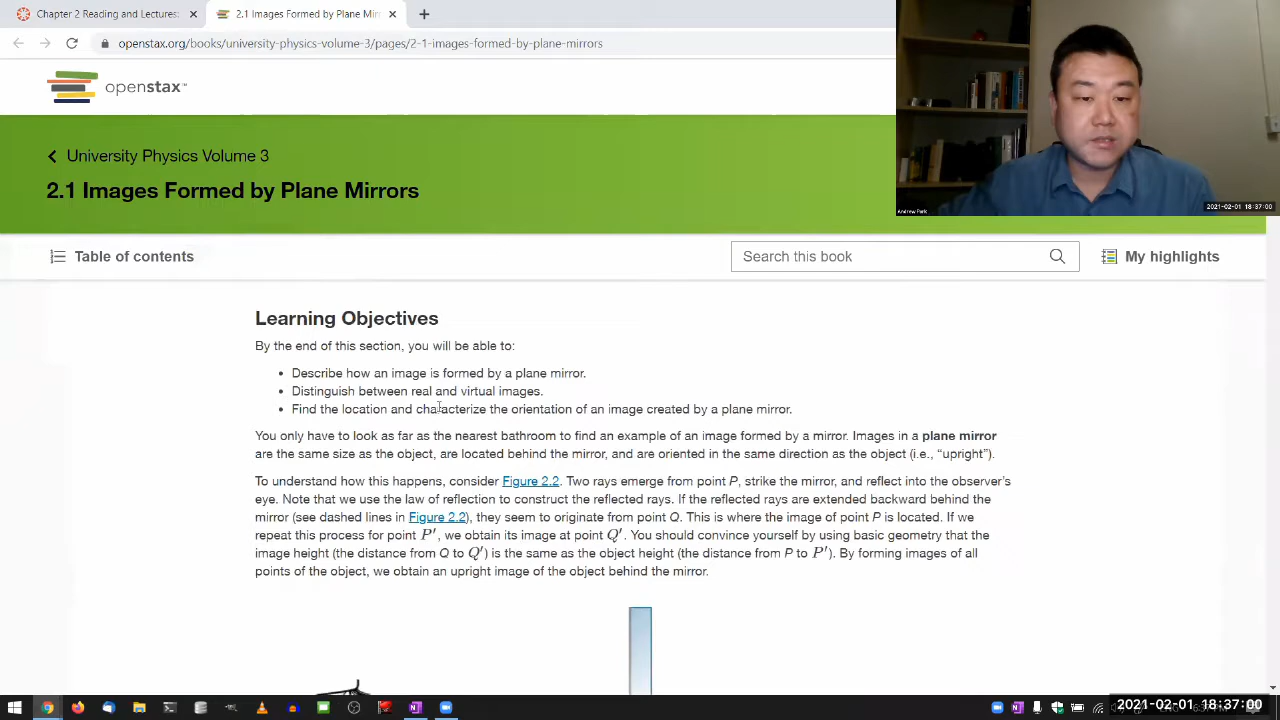 Chapter 2 Reading and Lectures:
2.1 Images Formed by Plane Mirr
openstax.org/books/university-physics-volume-3/pages/2-1-images-formed-by-plane-mirrors
openstax™
University Physics Volume 3
2.1 Images Formed by Plane Mirrors
Andrew Park
2021-02-01 18:37:00
Table of contents
Search this book
My highlights
Learning Objectives
By the end of this section, you will be able to:
• Describe how an image is formed by a plane mirror.
• Distinguish between real and virtual images.
• Find the location and characterize the orientation of an image created by a plane mirror.
You only have to look as far as the nearest bathroom to find an example of an image formed by a mirror. Images in a plane mirror
are the same size as the object, are located behind the mirror, and are oriented in the same direction as the object (i.e., “upright”).
To understand how this happens, consider Figure 2.2. Two rays emerge from point P, strike the mirror, and reflect into the observer’s
eye. Note that we use the law of reflection to construct the reflected rays. If the reflected rays are extended backward behind the
mirror (see dashed lines in Figure 2.2), they seem to originate from point Q. This is where the image of point P is located. If we
repeat this process for point P′, we obtain its image at point Q′. You should convince yourself by using basic geometry that the
image height (the distance from Q to Q′) is the same as the object height (the distance from P to P′). By forming images of all
points of the object, we obtain an upright image of the object behind the mirror.
2021-02-01 18:37:00